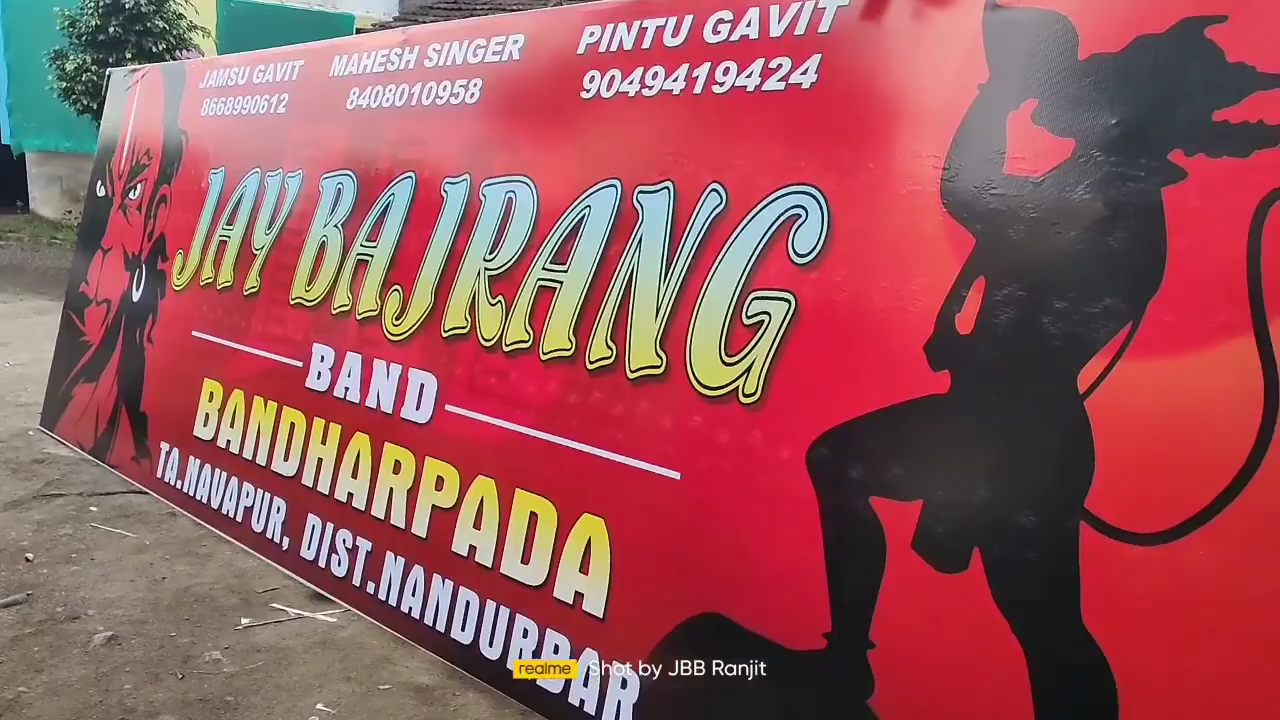 JAMSU GAVIT MAHESH SINGER PINTU GAVIT
8668990612 8408010958 9049419424
JAY BAJRANG
BAND
BANDHARPADA
TA.NAVAPUR, DIST.NANDURBAR
realme Shot by JBB Ranjit